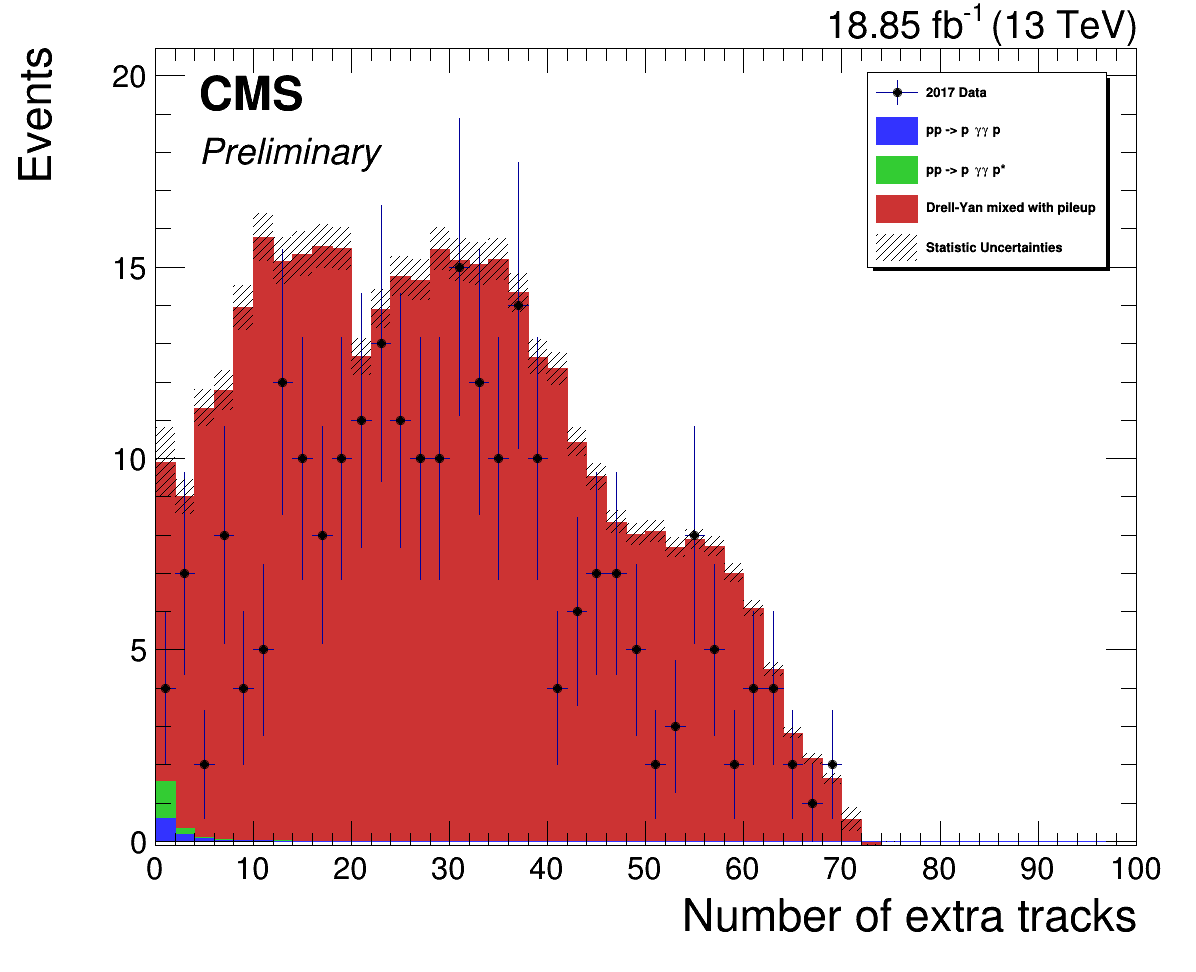 18.85 fb-1 (13 TeV)
Events
CMS
Preliminary
2017 Data
pp -> p γγ p
pp -> p γγ p*
Drell-Yan mixed with pileup
Statistic Uncertainties
20
15
10
5
0
0 10 20 30 40 50 60 70 80 90 100
Number of extra tracks